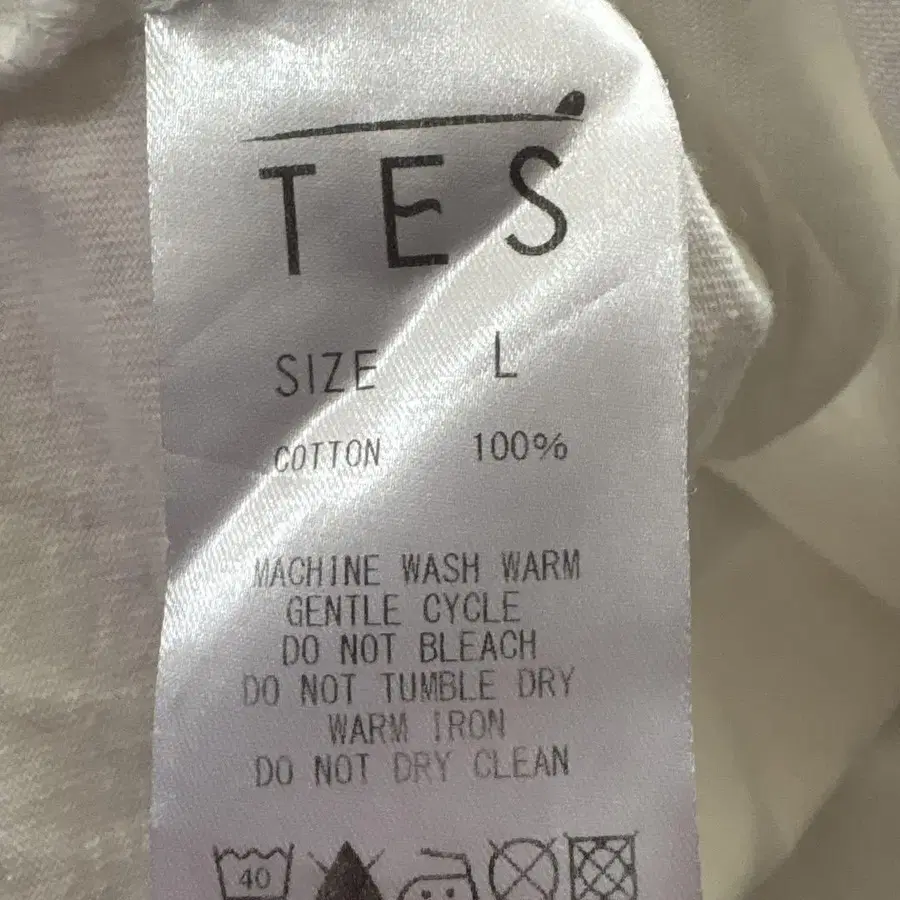 TES
SIZE L
COTTON 100%
MACHINE WASH WARM
GENTLE CYCLE
DO NOT BLEACH
DO NOT TUMBLE DRY
WARM IRON
DO NOT DRY CLEAN
40